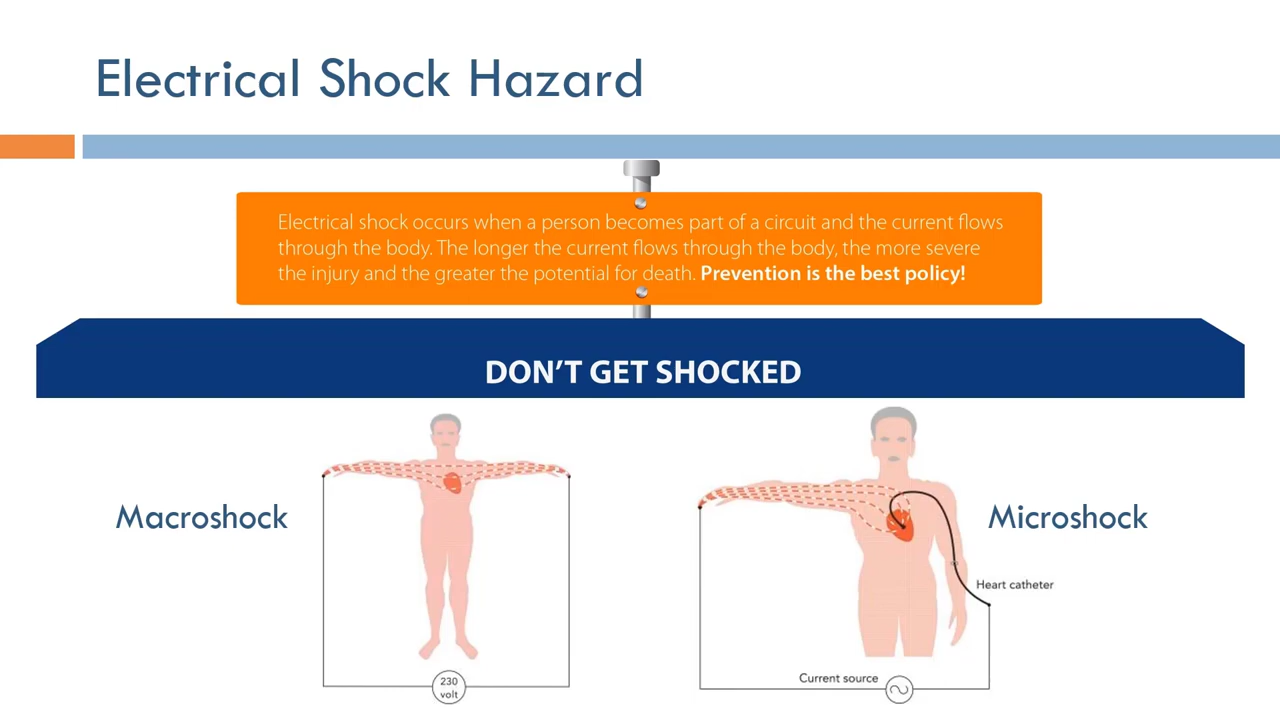 Electrical Shock Hazard
Electrical shock occurs when a person becomes part of a circuit and the current flows
through the body. The longer the current flows through the body, the more severe
the injury and the greater the potential for death. Prevention is the best policy!
DON'T GET SHOCKED
Macroshock
230
volt
Microshock
Heart catheter
Current source